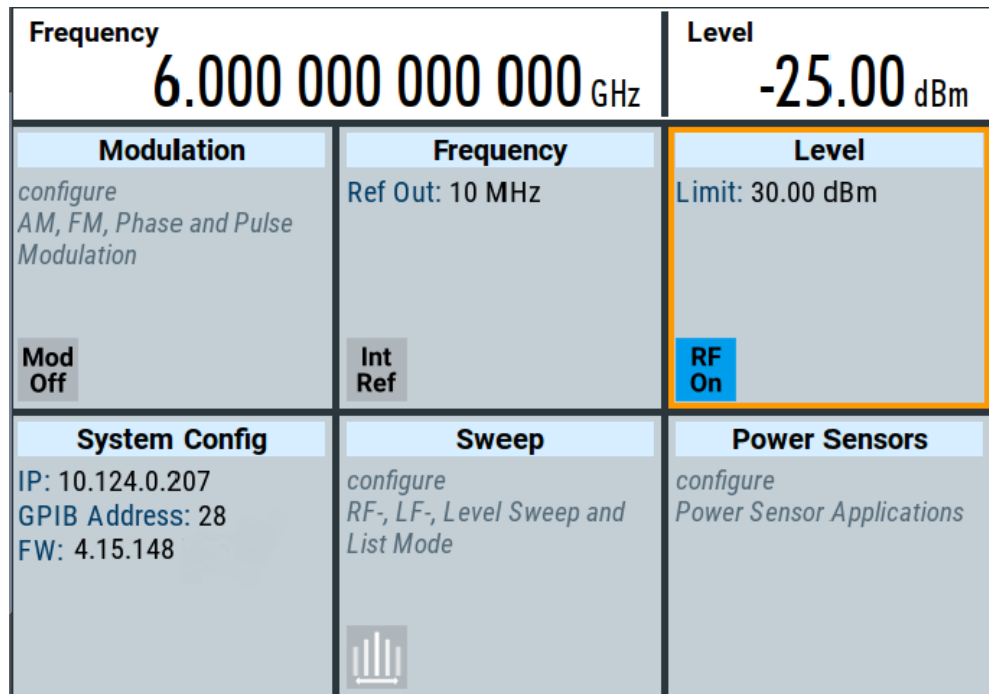 Frequency
6.000 000 000 000 GHz
Level
-25.00 dBm
Modulation
configure
AM, FM, Phase and Pulse
Modulation
Mod
Off
Frequency
Ref Out: 10 MHz
Int
Ref
Level
Limit: 30.00 dBm
RF
On
System Config
IP: 10.124.0.207
GPIB Address: 28
FW: 4.15.148
Sweep
configure
RF-, LF-, Level Sweep and
List Mode
Power Sensors
configure
Power Sensor Applications